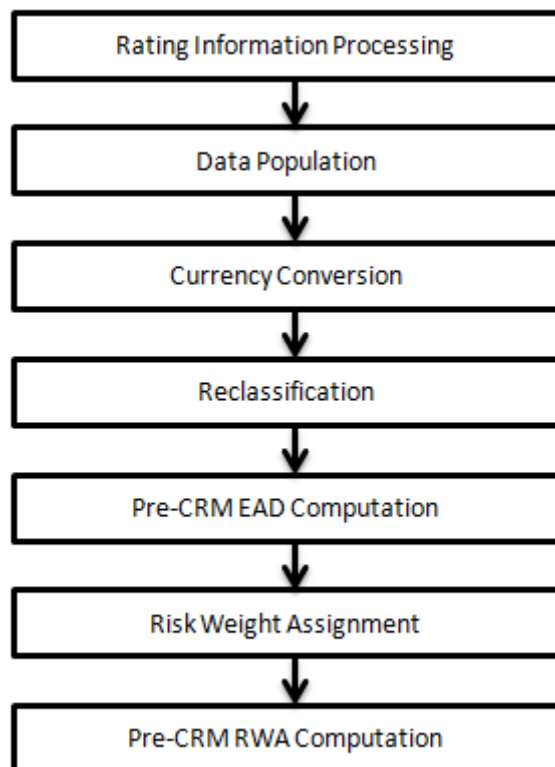 Rating Information Processing
Data Population
Currency Conversion
Reclassification
Pre-CRM EAD Computation
Risk Weight Assignment
Pre-CRM RWA Computation